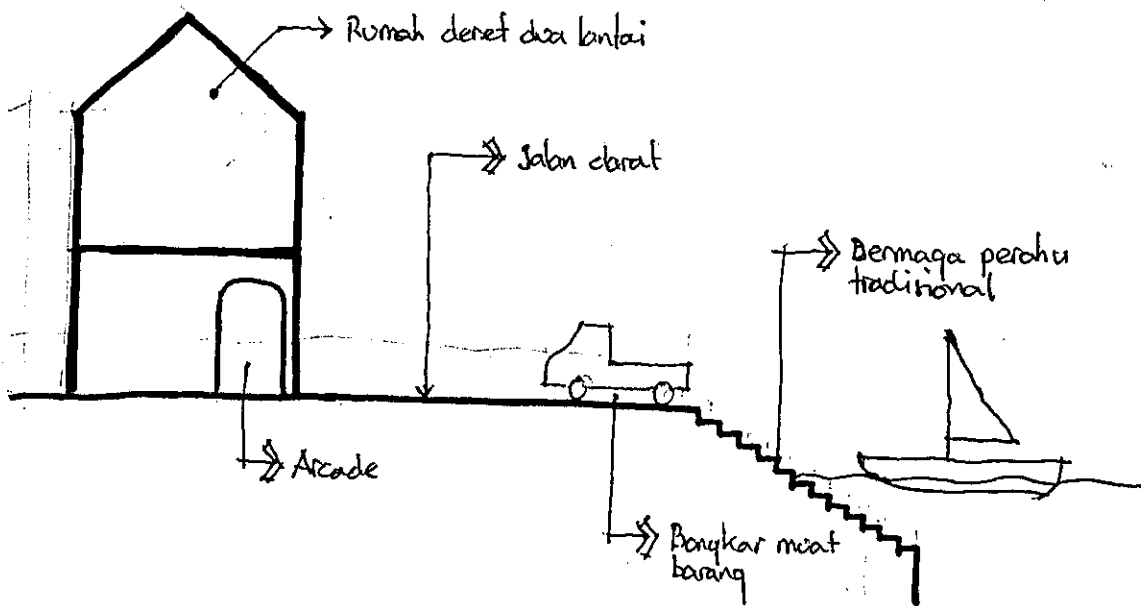 Rumah deret dua lantai
Jalan darat
Dermaga perahu
tradisional
Arcade
Bongkar muat
barang